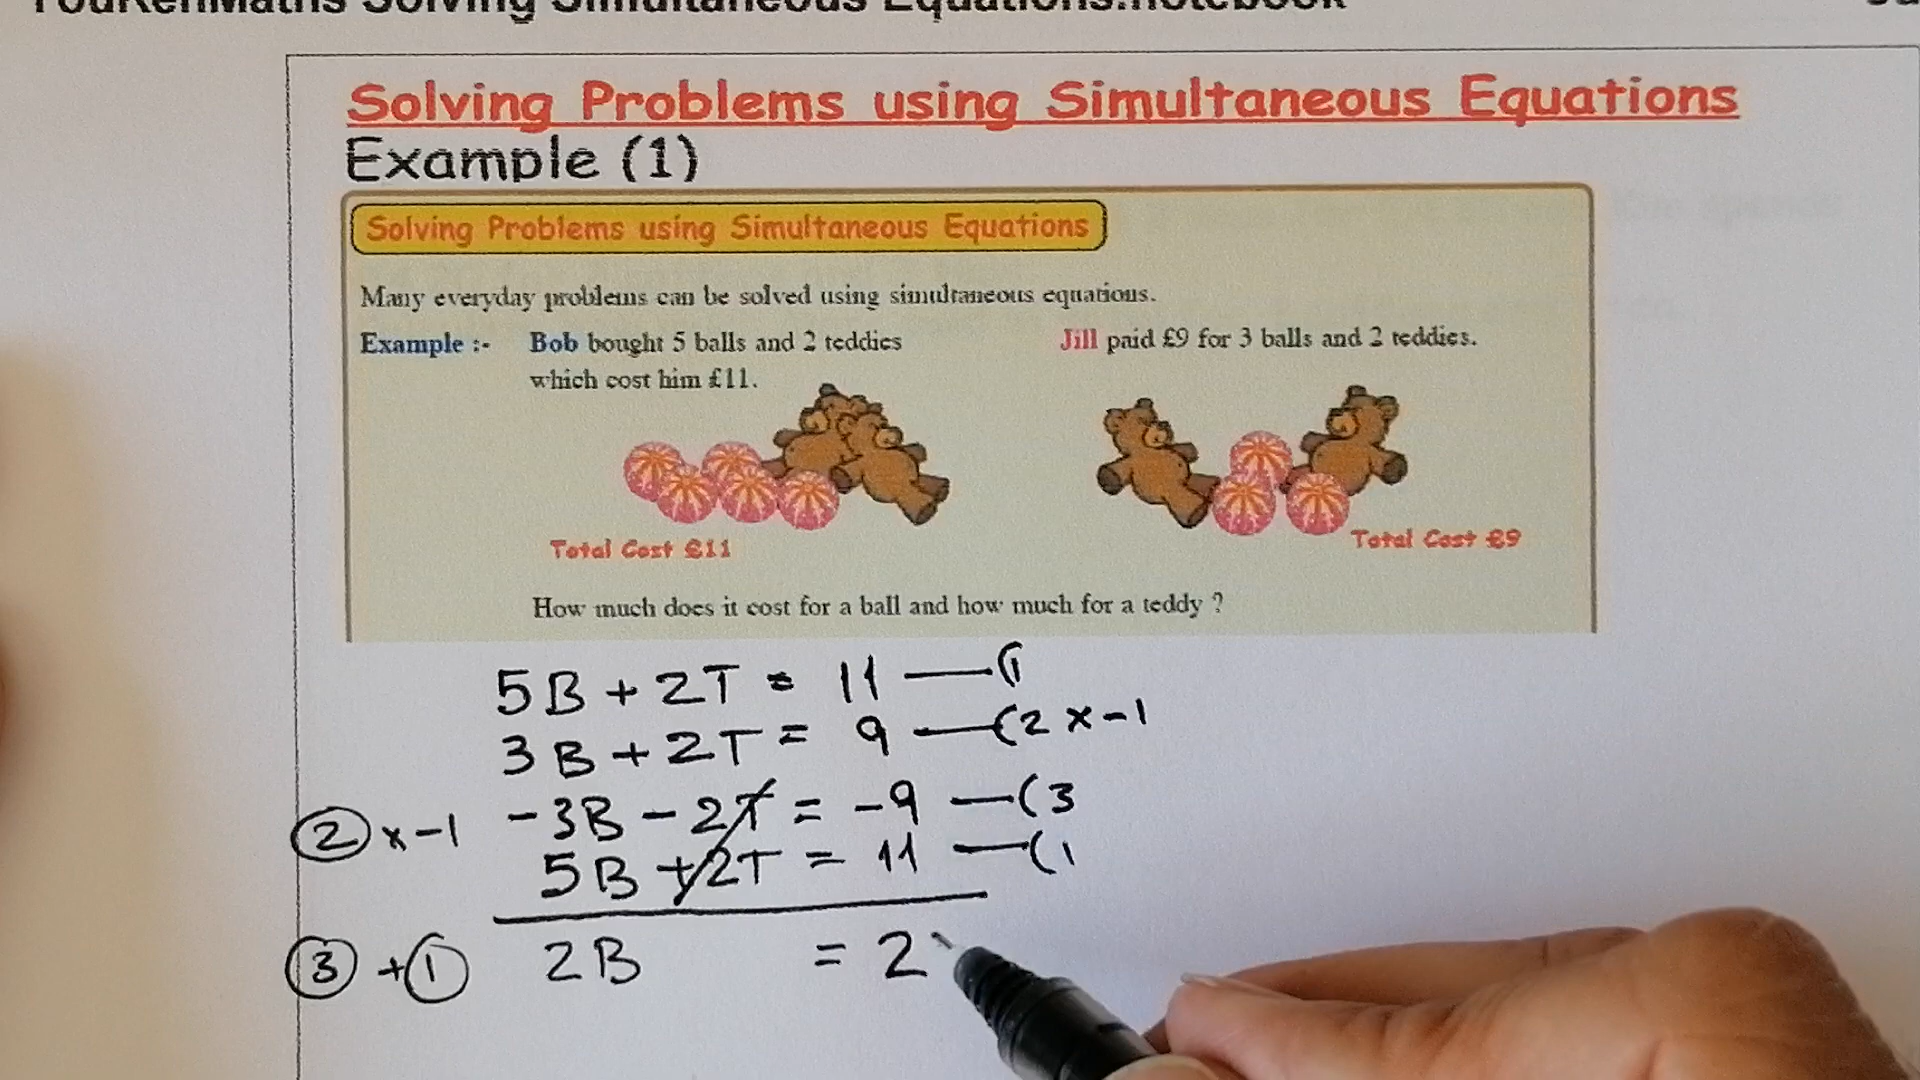 Solving Simultaneous Equations.notebook
Solving Problems using Simultaneous Equations
Example (1)
Solving Problems using Simultaneous Equations
Many everyday problems can be solved using simultaneous equations.
Example :- Bob bought 5 balls and 2 teddies
which cost him £11.
Jill paid £9 for 3 balls and 2 teddies.
Total Cost £11
Total Cost £9
How much does it cost for a ball and how much for a teddy ?
5B + 2T = 11 —(1
3B + 2T = 9 —(2 x-1
② x-1 -3B - 2T = -9 —(3
5B +2T = 11 —(1
③ +① 2B = 2